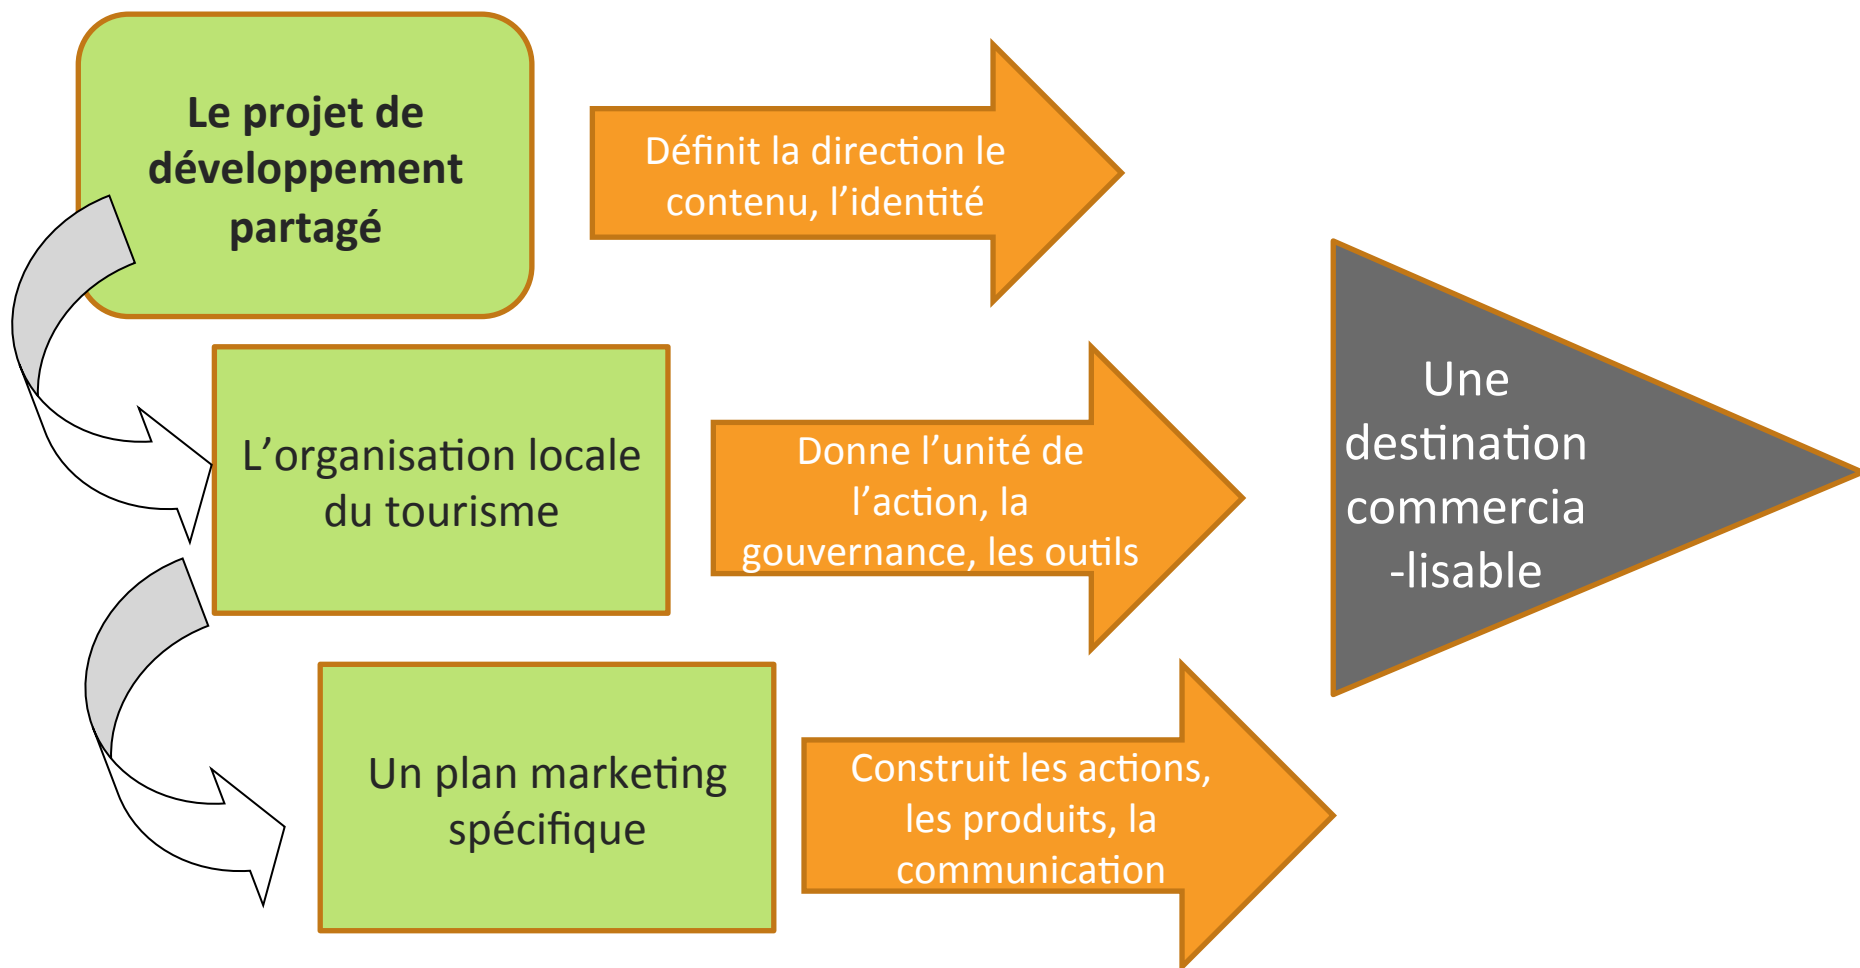 Le projet de
développement
partagé
Définit la direction le
contenu, l’identité
L’organisation locale
du tourisme
Donne l’unité de
l’action, la
gouvernance, les outils
Une
destination
commercia
-lisable
Un plan marketing
spécifique
Construit les actions,
les produits, la
communication